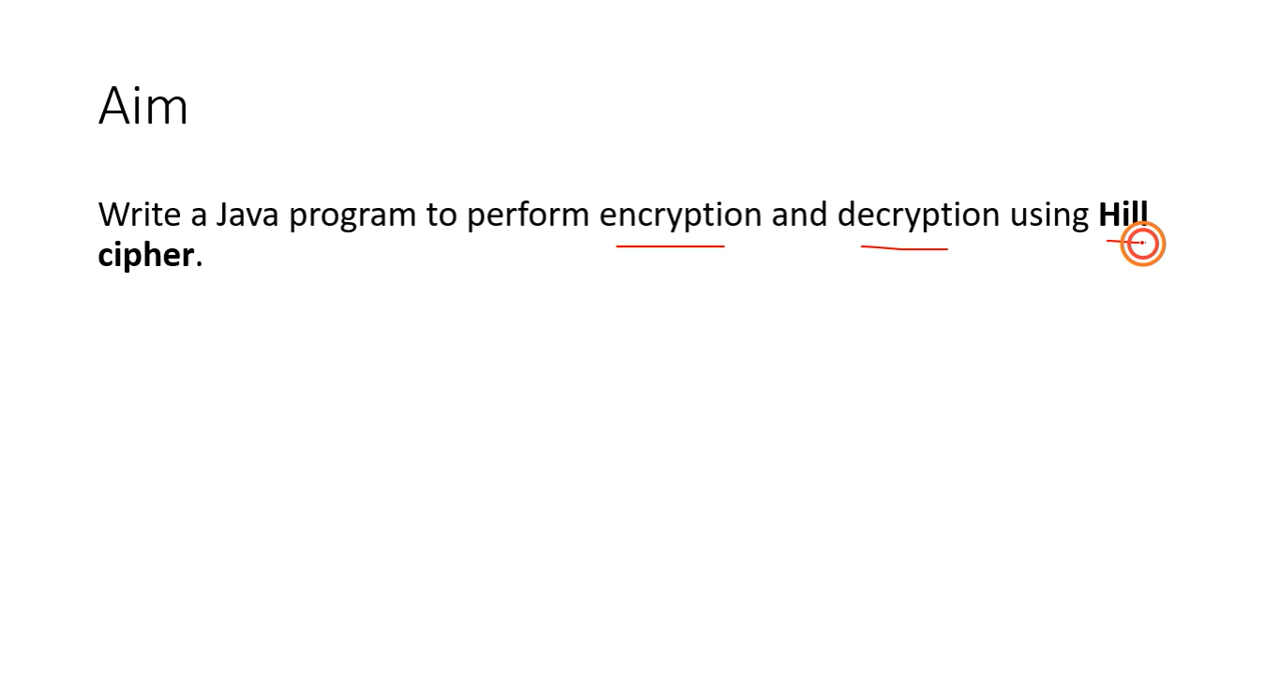 Aim
Write a Java program to perform encryption and decryption using Hill
cipher.